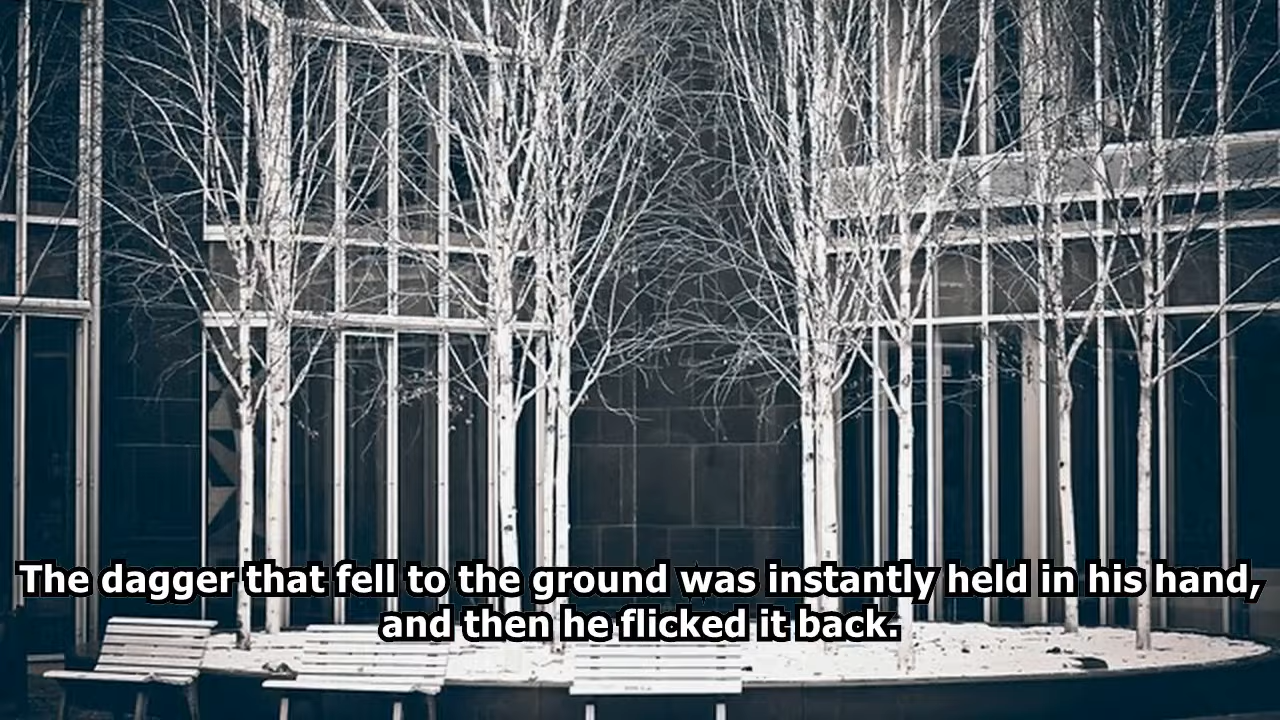 The dagger that fell to the ground was instantly held in his hand,
and then he flicked it back.